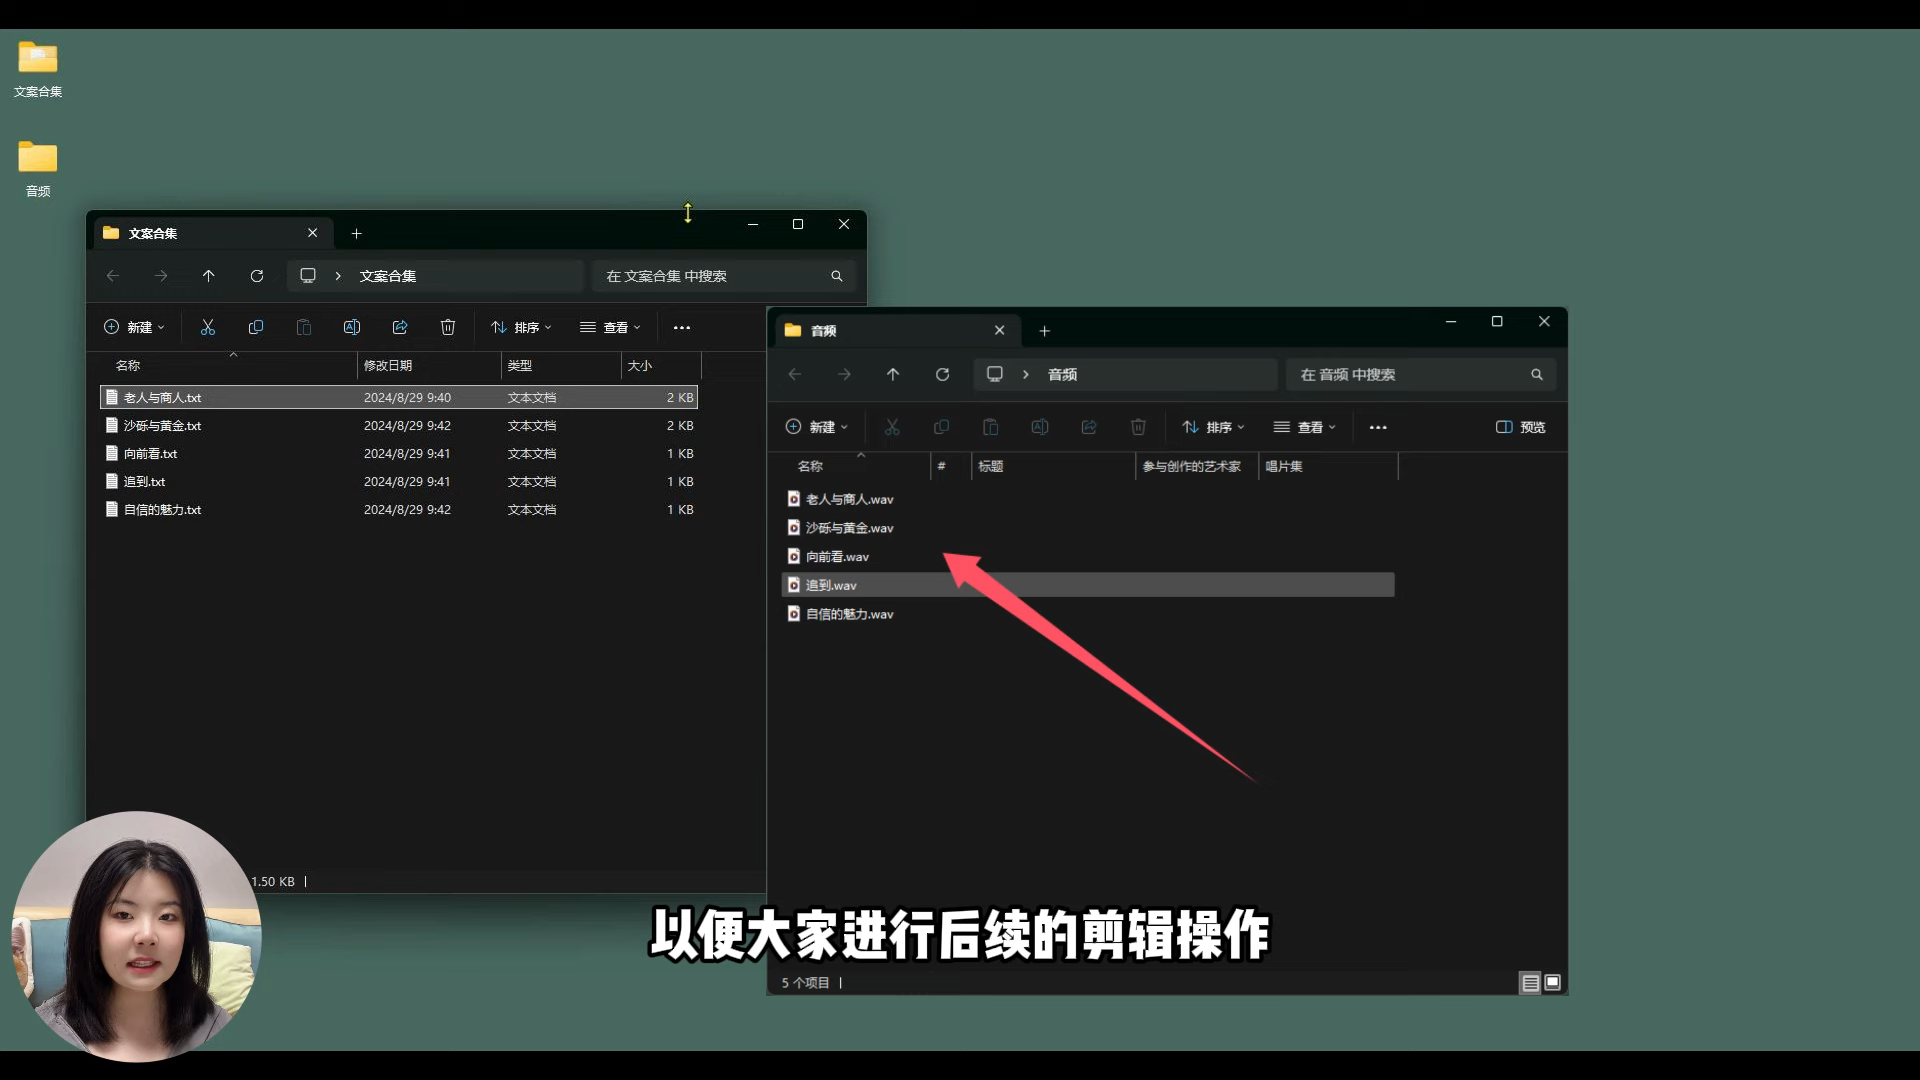 文案合集
音频
文案合集
文案合集
在 文案合集 中搜索
新建
排序
查看
名称 修改日期 类型 大小
老人与商人.txt 2024/8/29 9:40 文本文档 2 KB
沙砾与黄金.txt 2024/8/29 9:42 文本文档 2 KB
向前看.txt 2024/8/29 9:41 文本文档 1 KB
追到.txt 2024/8/29 9:41 文本文档 1 KB
自信的魅力.txt 2024/8/29 9:42 文本文档 1 KB
1.50 KB
音频
音频
在 音频 中搜索
新建
排序
查看
预览
名称 # 标题 参与创作的艺术家 唱片集
老人与商人.wav
沙砾与黄金.wav
向前看.wav
追到.wav
自信的魅力.wav
以便大家进行后续的剪辑操作
5 个项目